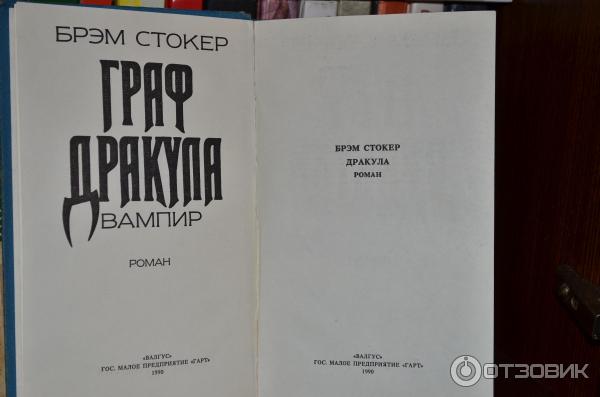 БРЭМ СТОКЕР
ГРАФ
ДРАКУЛА
ВАМПИР
РОМАН
«ВАЛГУС»
ГОС. МАЛОЕ ПРЕДПРИЯТИЕ «ГАРТ»
1990
БРЭМ СТОКЕР
ДРАКУЛА
РОМАН
«ВАЛГУС»
ГОС. МАЛОЕ ПРЕДПРИЯТИЕ «ГАРТ»
1990
ОТЗОВИК